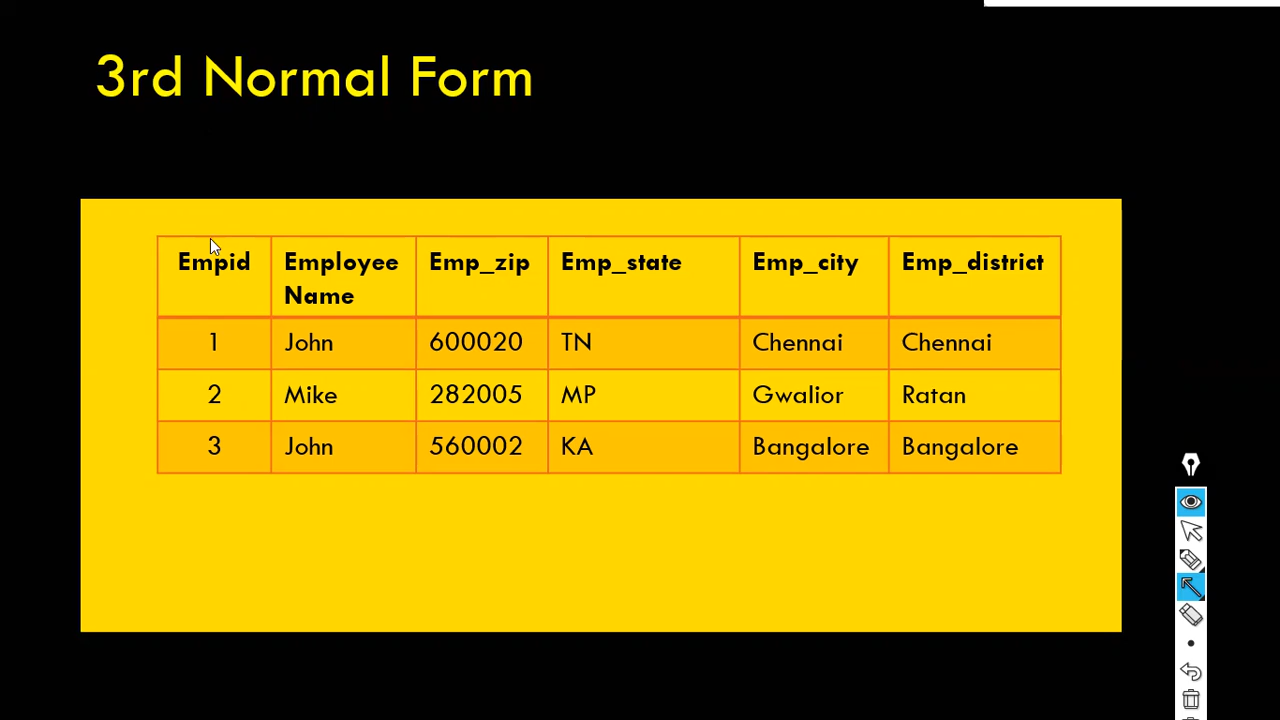 3rd Normal Form
Empid Employee Name Emp_zip Emp_state Emp_city Emp_district
1 John 600020 TN Chennai Chennai
2 Mike 282005 MP Gwalior Ratan
3 John 560002 KA Bangalore Bangalore